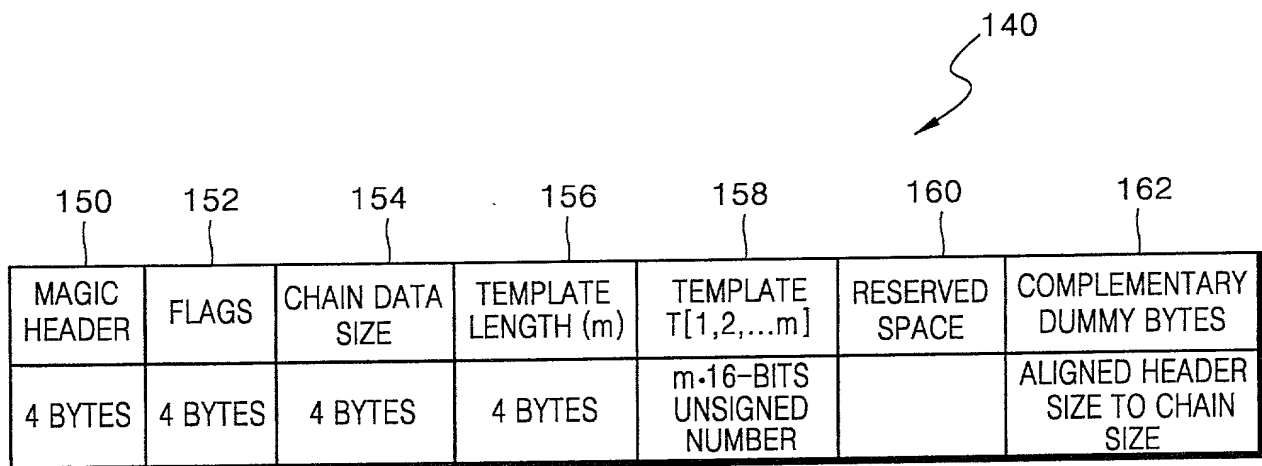 140
150 152 154 156 158 160 162
MAGIC HEADER
FLAGS
CHAIN DATA SIZE
TEMPLATE LENGTH (m)
TEMPLATE T[1,2,...m]
RESERVED SPACE
COMPLEMENTARY DUMMY BYTES
4 BYTES
4 BYTES
4 BYTES
4 BYTES
m•16-BITS UNSIGNED NUMBER
ALIGNED HEADER SIZE TO CHAIN SIZE